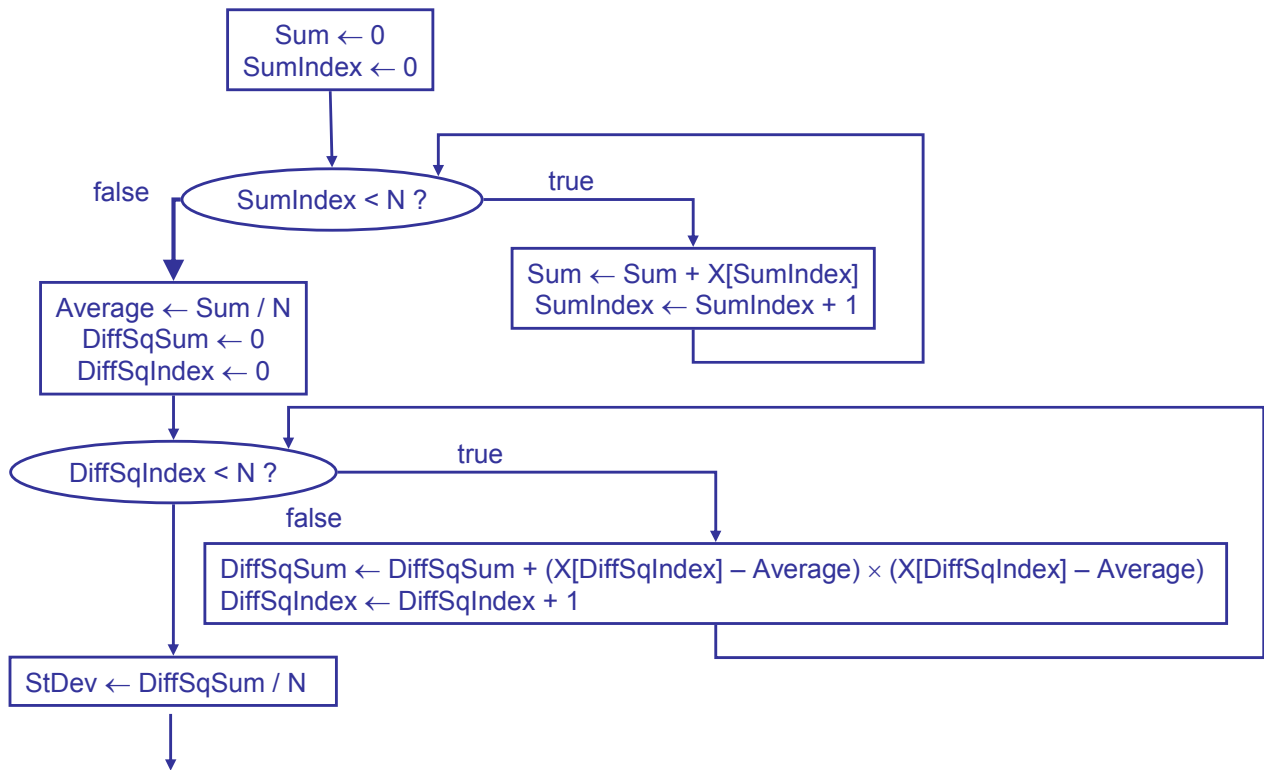 Sum ← 0
SumIndex ← 0
false
SumIndex < N ?
true
Sum ← Sum + X[SumIndex]
SumIndex ← SumIndex + 1
Average ← Sum / N
DiffSqSum ← 0
DiffSqIndex ← 0
DiffSqIndex < N ?
true
false
DiffSqSum ← DiffSqSum + (X[DiffSqIndex] – Average) × (X[DiffSqIndex] – Average)
DiffSqIndex ← DiffSqIndex + 1
StDev ← DiffSqSum / N